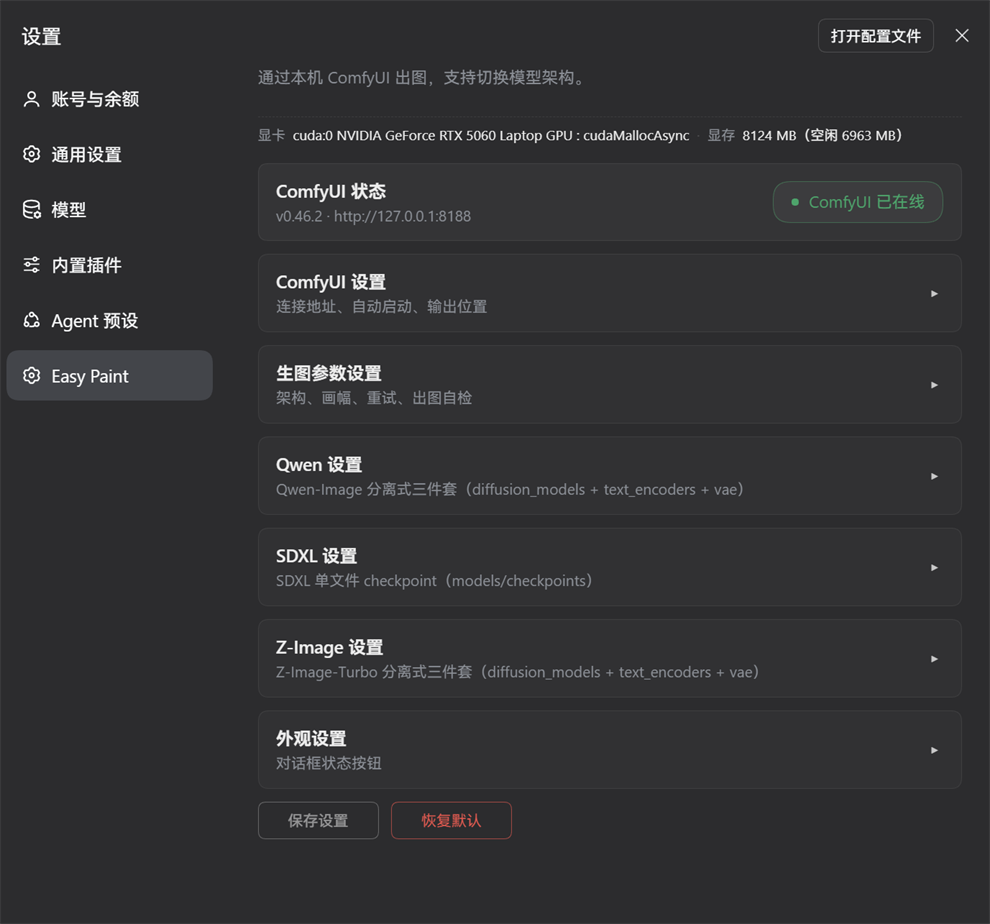 设置
打开配置文件
账号与余额
通用设置
模型
内置插件
Agent 预设
Easy Paint
通过本机 ComfyUI 出图，支持切换模型架构。
显卡 cuda:0 NVIDIA GeForce RTX 5060 Laptop GPU : cudaMallocAsync · 显存 8124 MB（空闲 6963 MB）
ComfyUI 状态
v0.46.2 · http://127.0.0.1:8188
ComfyUI 已在线
ComfyUI 设置
连接地址、自动启动、输出位置
生图参数设置
架构、画幅、重试、出图自检
Qwen 设置
Qwen-Image 分离式三件套（diffusion_models + text_encoders + vae）
SDXL 设置
SDXL 单文件 checkpoint（models/checkpoints）
Z-Image 设置
Z-Image-Turbo 分离式三件套（diffusion_models + text_encoders + vae）
外观设置
对话框状态按钮
保存设置
恢复默认